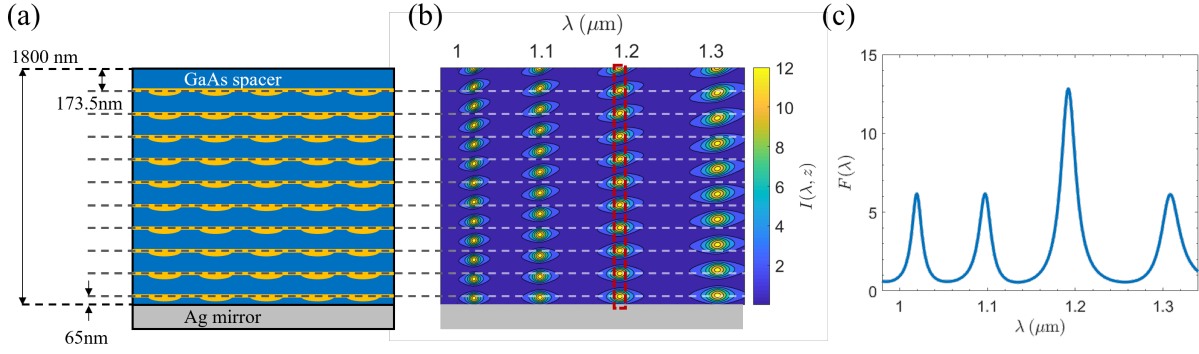 (a)
1800 nm
GaAs spacer
173.5nm
Ag mirror
65nm
(b)
λ (μm)
1 1.1 1.2 1.3
12
10
8
6
4
2
I(λ, z)
(c)
15
10
5
0
F(λ)
1 1.1 1.2 1.3
λ (μm)